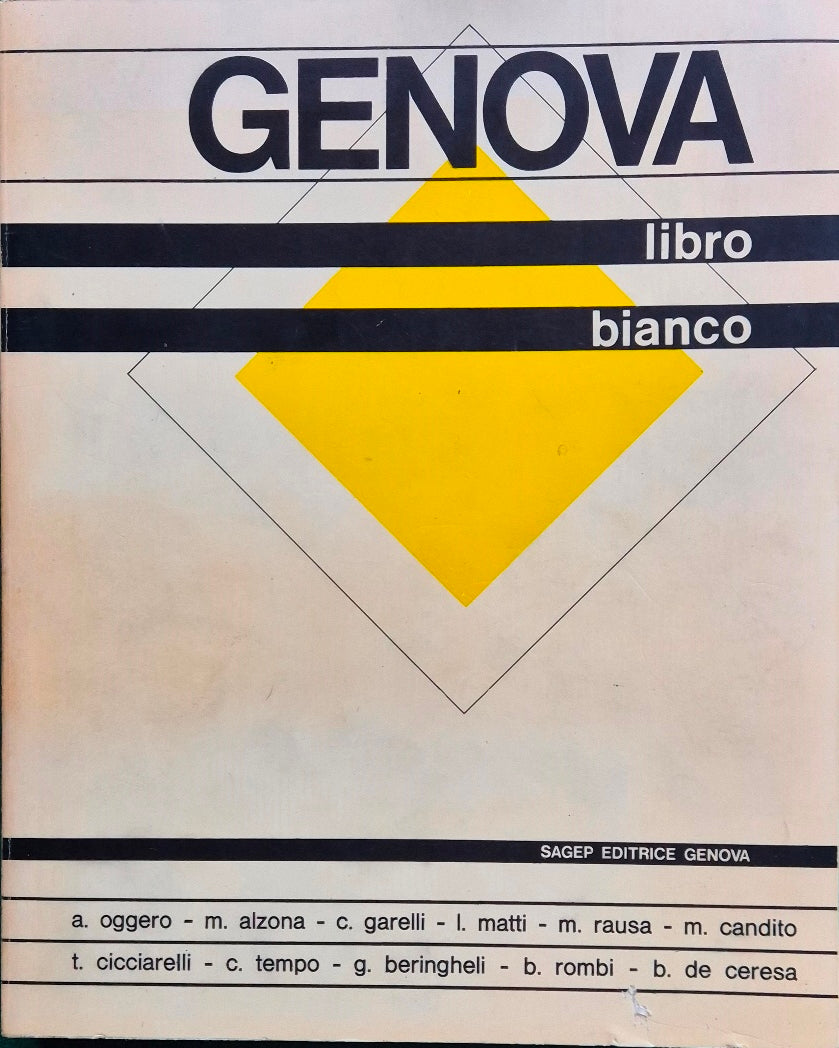 GENOVA
libro
bianco
SAGEP EDITRICE GENOVA
a. oggero - m. alzona - c. garelli - l. matti - m. rausa - m. candito
t. cicciarelli - c. tempo - g. beringheli - b. rombi - b. de ceresa